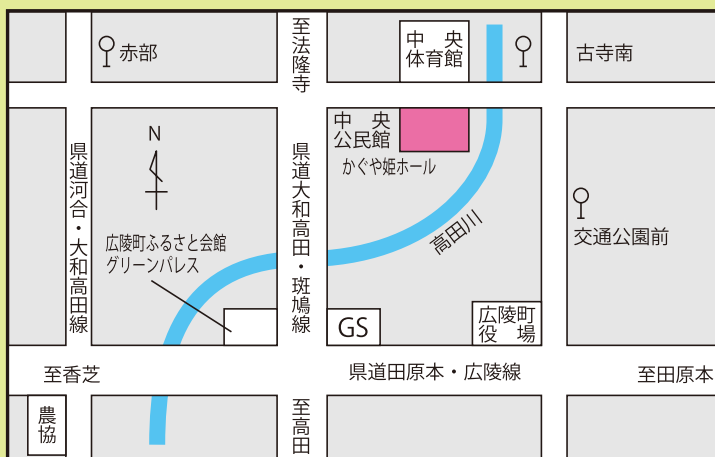 赤部
至法隆寺
中　央
体育館
古寺南
中　央
公民館
かぐや姫ホール
N
県道河合・大和高田線
県道大和高田・斑鳩線
高田川
交通公園前
広陵町ふるさと会館
グリーンパレス
GS
広陵町
役　場
至香芝
県道田原本・広陵線
至田原本
農協
至高田